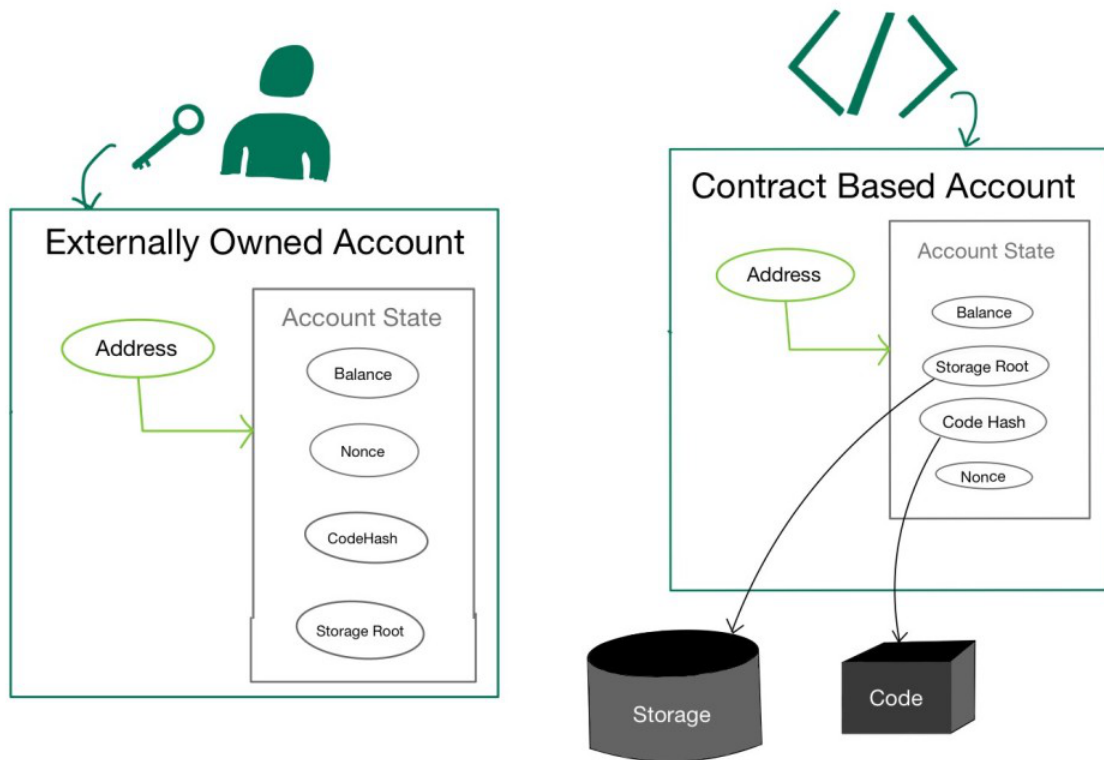 Externally Owned Account
Address
Account State
Balance
Nonce
CodeHash
Storage Root
Contract Based Account
Address
Account State
Balance
Storage Root
Code Hash
Nonce
Storage
Code